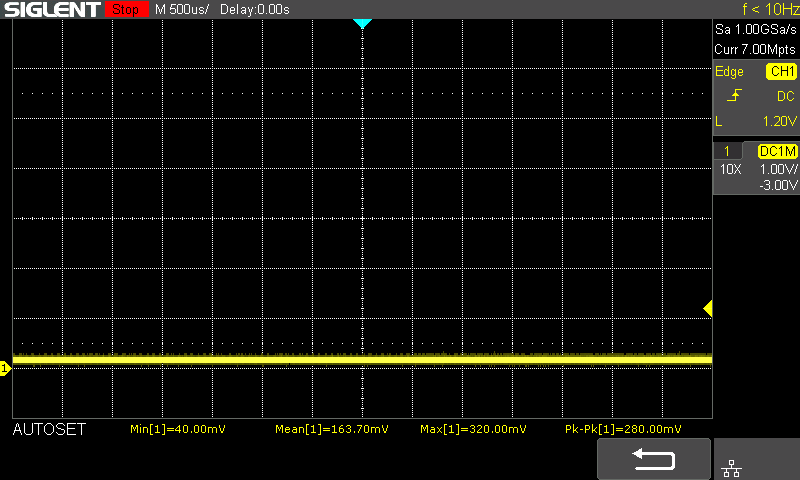 SIGLENT Stop M 500us/ Delay:0.00s f < 10Hz
Sa 1.00GSa/s
Curr 7.00Mpts
Edge CH1
DC
L 1.20V
1 DC1M
10X 1.00V/
-3.00V
1
AUTOSET Min[1]=40.00mV Mean[1]=163.70mV Max[1]=320.00mV Pk-Pk[1]=280.00mV